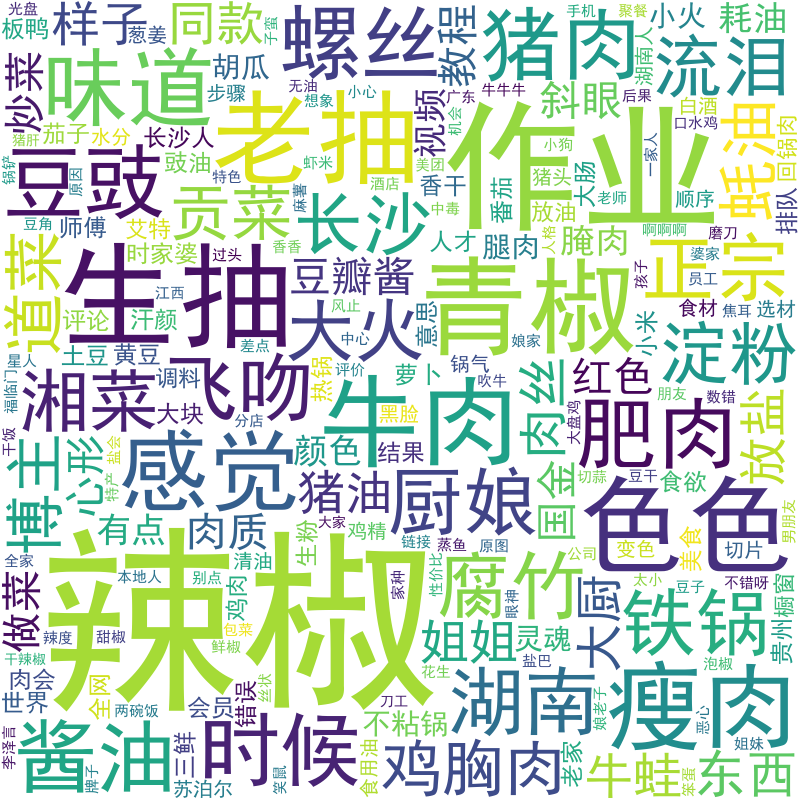 光盘
板鸭
葱姜
样子
同款
子蛋
螺丝
教程
猪肉
手机
聚餐
小火
湖南人
耗油
炒菜
味道
胡瓜
步骤
无油
想象
小心
老抽
视频
广东
机会
牛牛牛
作业
斜眼
后果
流泪
白酒
口水鸡
蚝油
回锅肉
茄子
水分
长沙人
猪肝
锅铲
原因
豆豉
豉油
特色
虾米
麻薯
美团
酒店
香干
小狗
猪头
番茄
大肠
老师
一家人
顺序
排队
贡菜
长沙
中毒
放油
人格
啊啊啊
磨刀
豆角
师傅
艾特
过头
香香
人才
腿肉
腌肉
婆家
正宗
道菜
时家婆
生抽
江西
风止
豆瓣酱
意思
青椒
孩子
员工
食材
焦耳
选材
评论
汗颜
差点
中心
大火
娘家
锅气
小米
淀粉
星人
福临门
土豆
黄豆
飞吻
评价
热锅
萝卜
吹牛
肉丝
红色
朋友
数错
湘菜
调料
大块
分店
黑脸
牛肉
大盘鸡
肥肉
放盐
干饭
盐会
特产
感觉
颜色
结果
切蒜
豆干
男朋友
博主
心形
猪油
厨娘
国金
食欲
色色
有点
肉质
大家
生粉
鸡精
链接
蒸鱼
原图
公司
变色
美食
切片
全家
本地人
别点
清油
鸡肉
家种
性价比
腐竹
眼神
太小
豆子
不错呀
做菜
辣度
甜椒
包菜
鲜椒
辣椒
姐姐
灵魂
大厨
铁锅
贵州
橱窗
干辣椒
盐巴
花生
泡椒
肉会
世界
全网
两碗饭
会员
错误
丝状
刀工
不粘锅
湖南
娘老子
恶心
瘦肉
李泽言
牌子
酱油
三鲜
苏泊尔
时候
笑鼠
食用油
鸡胸肉
老家
牛蛙
姐妹
笨蛋
东西